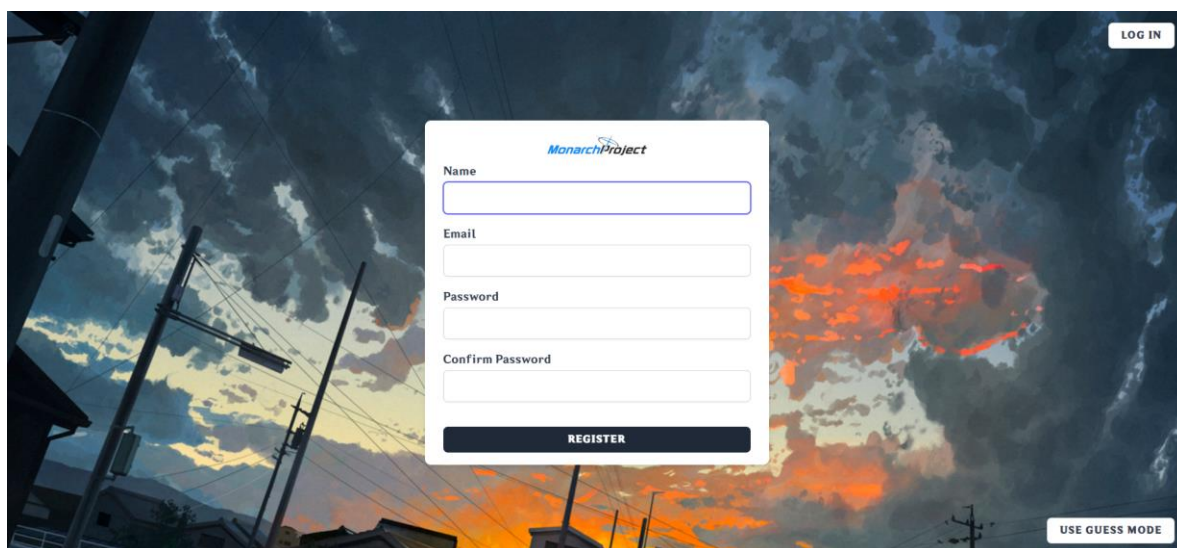 LOG IN
MonarchProject
Name
Email
Password
Confirm Password
REGISTER
USE GUESS MODE